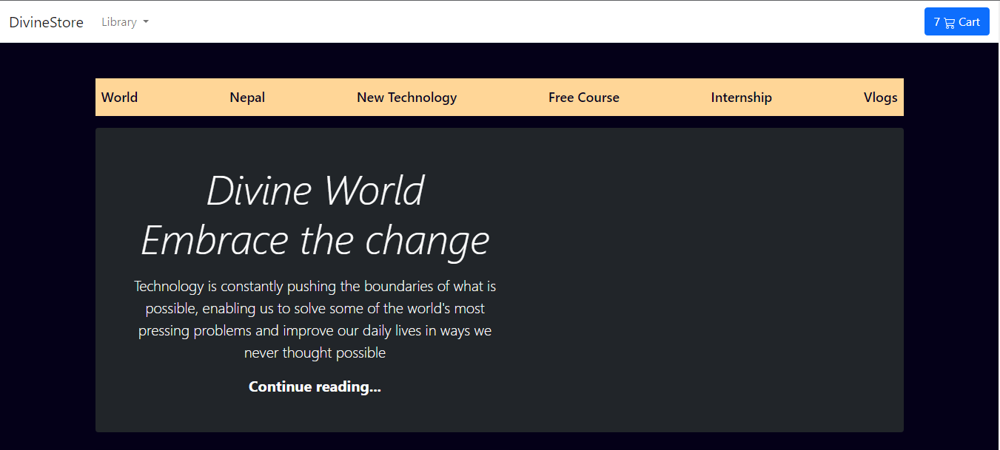 DivineStore Library 7 Cart
World Nepal New Technology Free Course Internship Vlogs
Divine World
Embrace the change
Technology is constantly pushing the boundaries of what is
possible, enabling us to solve some of the world's most
pressing problems and improve our daily lives in ways we
never thought possible
Continue reading...